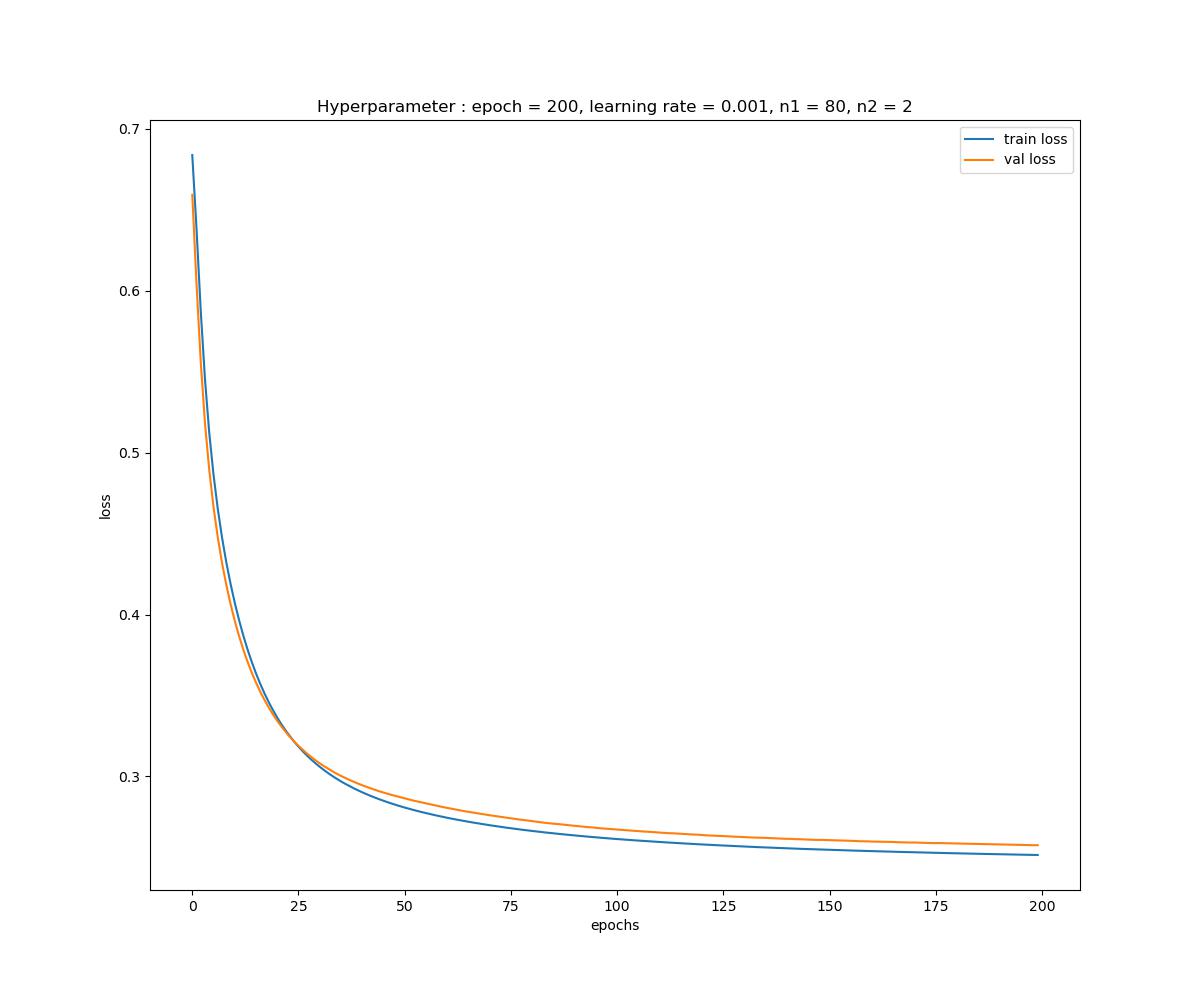 Hyperparameter : epoch = 200, learning rate = 0.001, n1 = 80, n2 = 2
train loss
val loss
0.7
0.6
0.5
0.4
0.3
loss
0 25 50 75 100 125 150 175 200
epochs